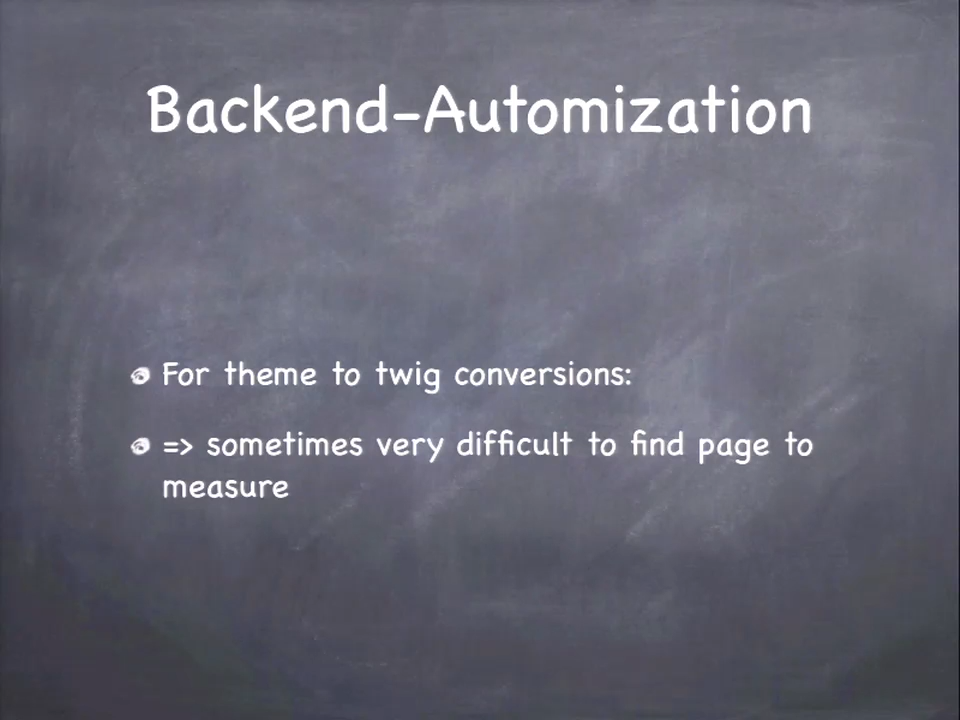 Backend-Automization
For theme to twig conversions:
=> sometimes very difficult to find page to
measure